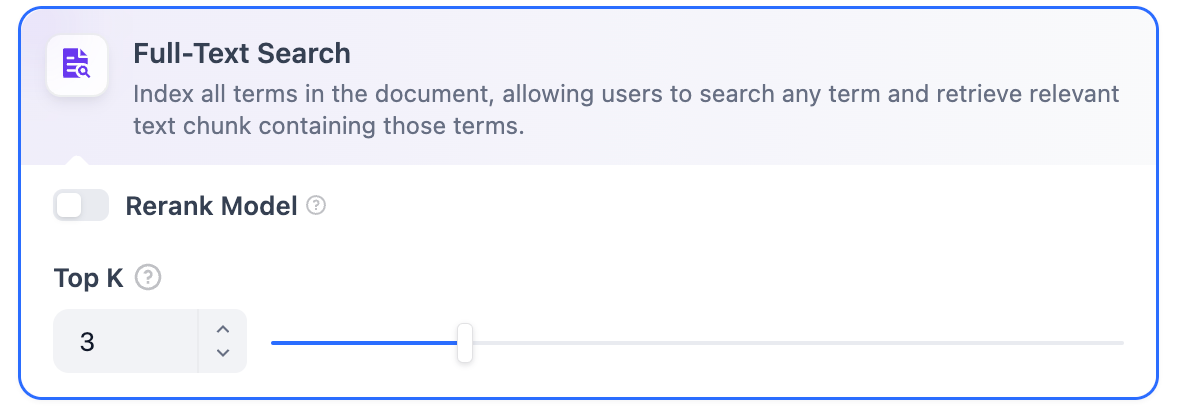 Full-Text Search
Index all terms in the document, allowing users to search any term and retrieve relevant
text chunk containing those terms.
Rerank Model ?
Top K ?
3